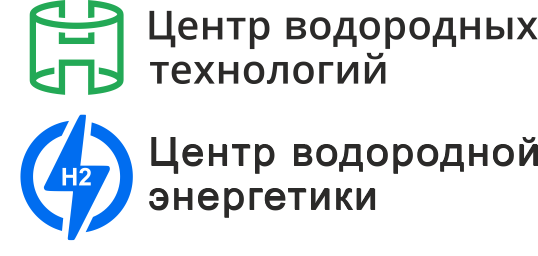 Центр водородных
технологий
H2
Центр водородной
энергетики